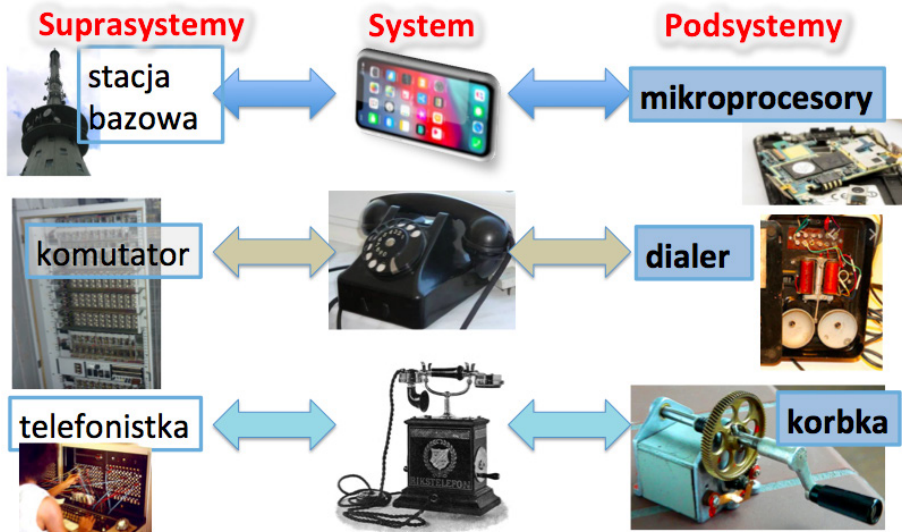 Suprasystemy System Podsystemy
stacja
bazowa
mikroprocesory
komutator
dialer
telefonistka
korbka
RIKSTELEFON